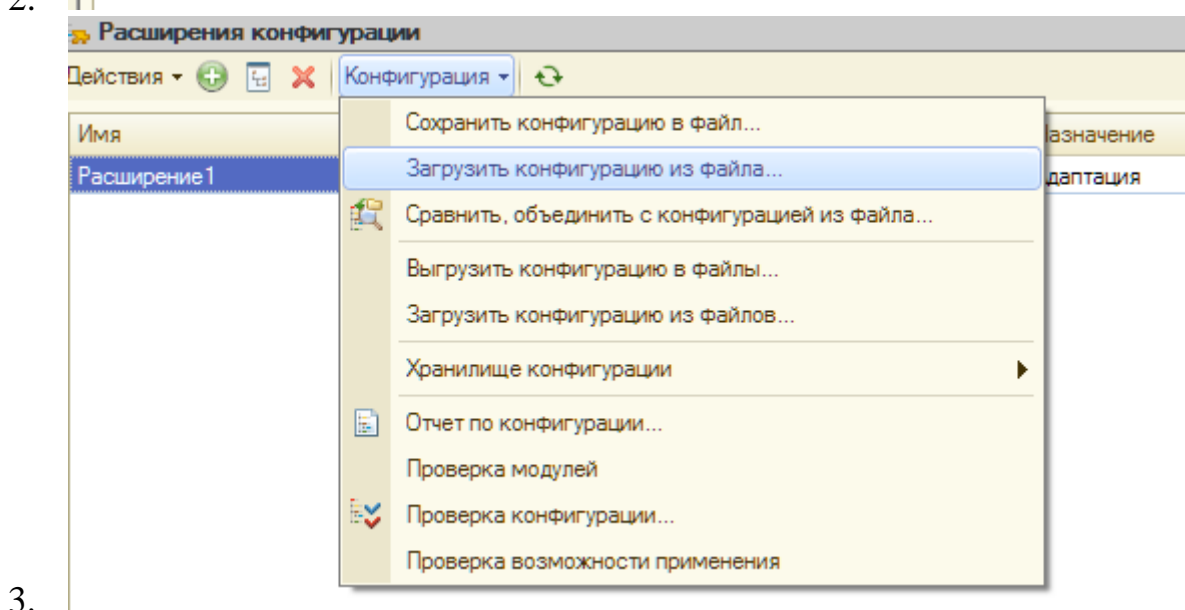 2.
Расширения конфигурации
Действия
Конфигурация
Имя
Назначение
Расширение1
Адаптация
Сохранить конфигурацию в файл...
Загрузить конфигурацию из файла...
Сравнить, объединить с конфигурацией из файла...
Выгрузить конфигурацию в файлы...
Загрузить конфигурацию из файлов...
Хранилище конфигурации
Отчет по конфигурации...
Проверка модулей
Проверка конфигурации...
Проверка возможности применения
3.